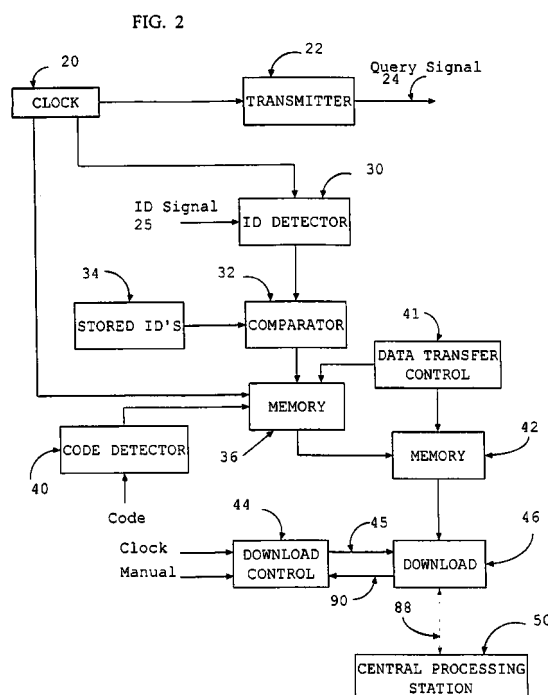 FIG. 2
20
22
Query Signal
24
CLOCK
TRANSMITTER
30
ID Signal
25
ID DETECTOR
34
32
STORED ID'S
COMPARATOR
41
DATA TRANSFER
CONTROL
MEMORY
36
CODE DETECTOR
40
MEMORY
42
Code
44
45
46
Clock
Manual
DOWNLOAD
CONTROL
DOWNLOAD
90
88
50
CENTRAL PROCESSING
STATION